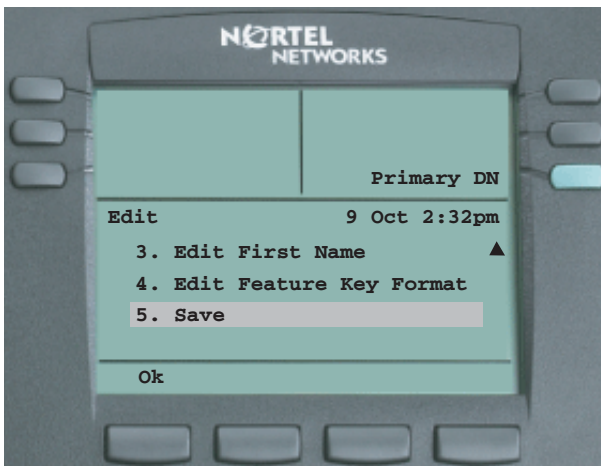 NORTEL
NETWORKS
Primary DN
Edit 9 Oct 2:32pm
3. Edit First Name
4. Edit Feature Key Format
5. Save
Ok